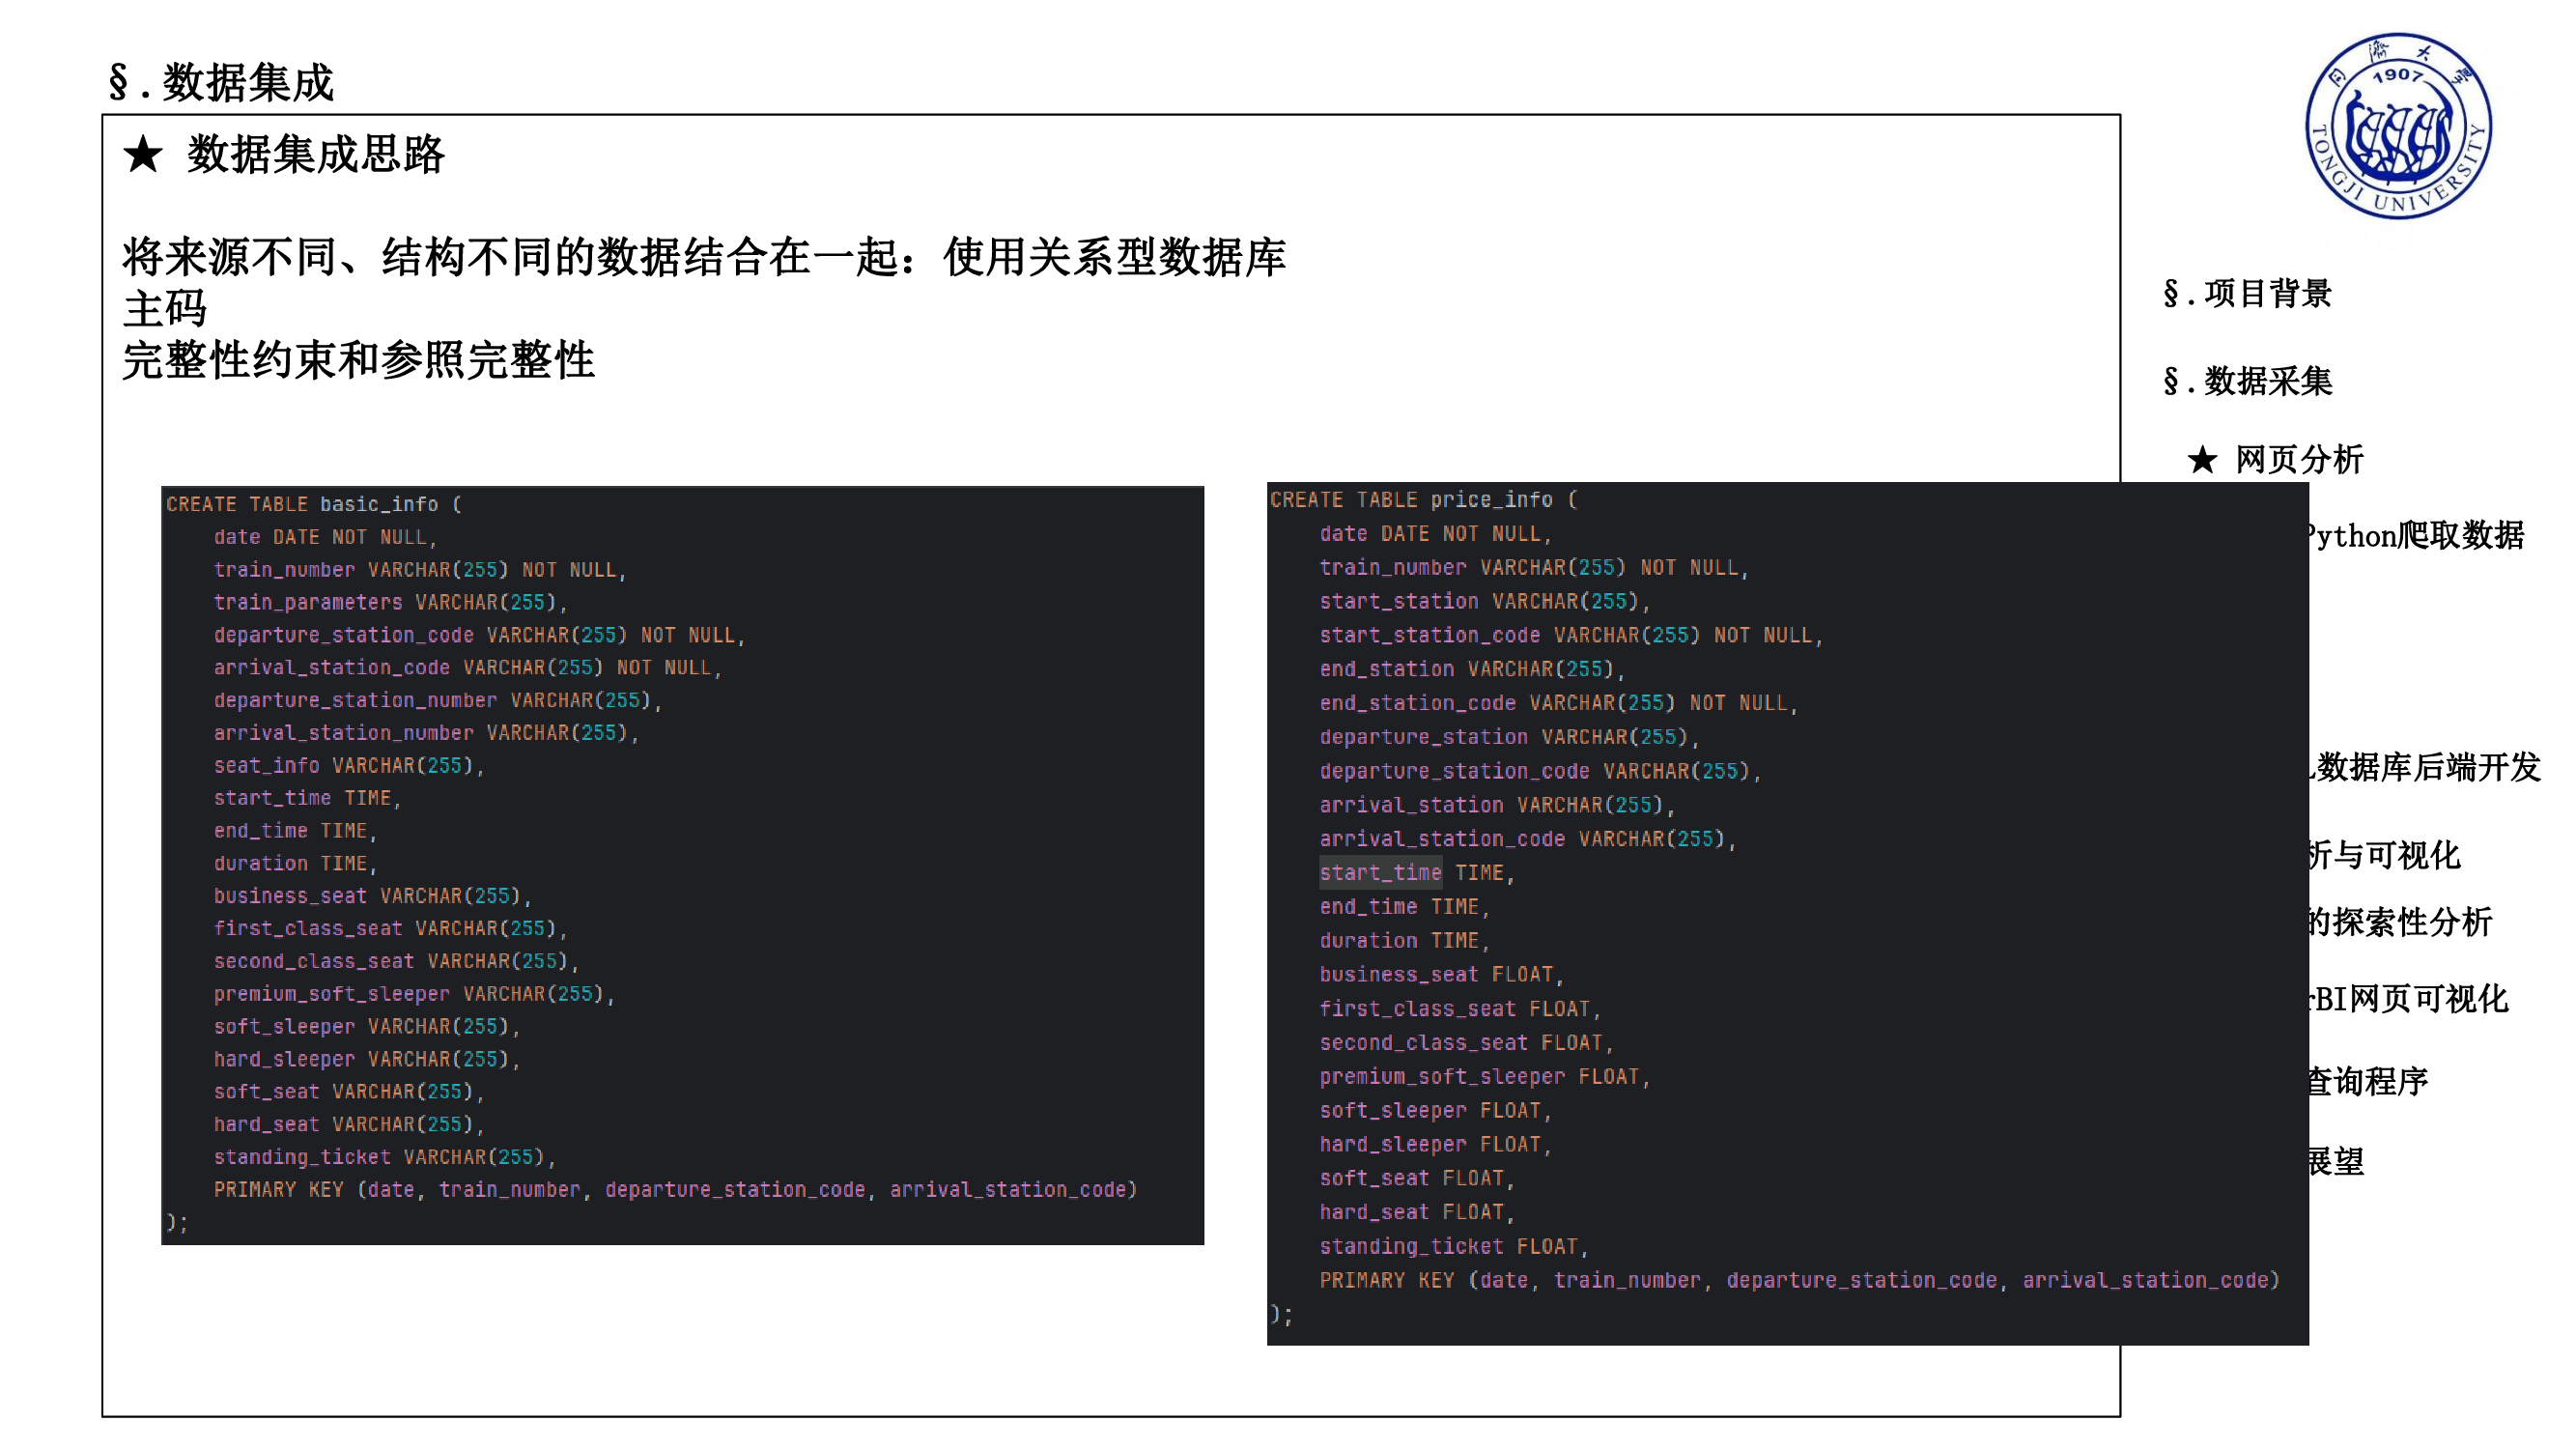 §.数据集成
★ 数据集成思路
将来源不同、结构不同的数据结合在一起：使用关系型数据库
主码
完整性约束和参照完整性
CREATE TABLE basic_info (
date DATE NOT NULL,
train_number VARCHAR(255) NOT NULL,
train_parameters VARCHAR(255),
departure_station_code VARCHAR(255) NOT NULL,
arrival_station_code VARCHAR(255) NOT NULL,
departure_station_number VARCHAR(255),
arrival_station_number VARCHAR(255),
seat_info VARCHAR(255),
start_time TIME,
end_time TIME,
duration TIME,
business_seat VARCHAR(255),
first_class_seat VARCHAR(255),
second_class_seat VARCHAR(255),
premium_soft_sleeper VARCHAR(255),
soft_sleeper VARCHAR(255),
hard_sleeper VARCHAR(255),
soft_seat VARCHAR(255),
hard_seat VARCHAR(255),
standing_ticket VARCHAR(255),
PRIMARY KEY (date, train_number, departure_station_code, arrival_station_code)
);
CREATE TABLE price_info (
date DATE NOT NULL,
train_number VARCHAR(255) NOT NULL,
start_station VARCHAR(255),
start_station_code VARCHAR(255) NOT NULL,
end_station VARCHAR(255),
end_station_code VARCHAR(255) NOT NULL,
departure_station VARCHAR(255),
departure_station_code VARCHAR(255),
arrival_station VARCHAR(255),
arrival_station_code VARCHAR(255),
start_time TIME,
end_time TIME,
duration TIME,
business_seat FLOAT,
first_class_seat FLOAT,
second_class_seat FLOAT,
premium_soft_sleeper FLOAT,
soft_sleeper FLOAT,
hard_sleeper FLOAT,
soft_seat FLOAT,
hard_seat FLOAT,
standing_ticket FLOAT,
PRIMARY KEY (date, train_number, departure_station_code, arrival_station_code)
);
同濟大學
1907
TONGJI UNIVERSITY
§.项目背景
§.数据采集
★ 网页分析
Python爬取数据
数据库后端开发
析与可视化
的探索性分析
BI网页可视化
查询程序
展望